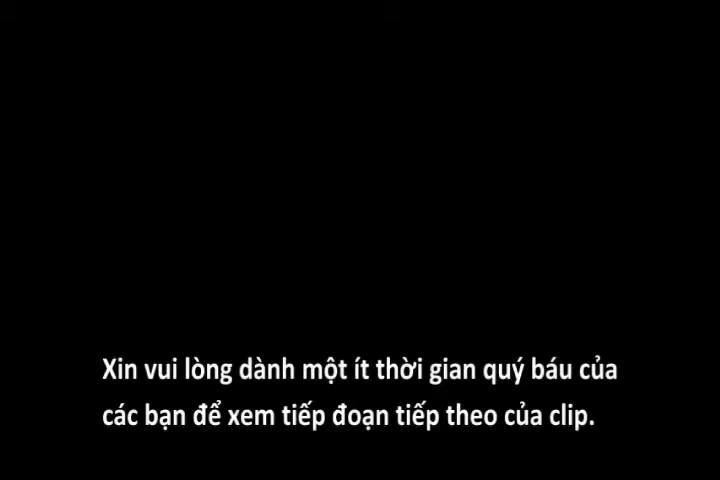 Xin vui lòng dành một ít thời gian quý báu của
các bạn để xem tiếp đoạn tiếp theo của clip.